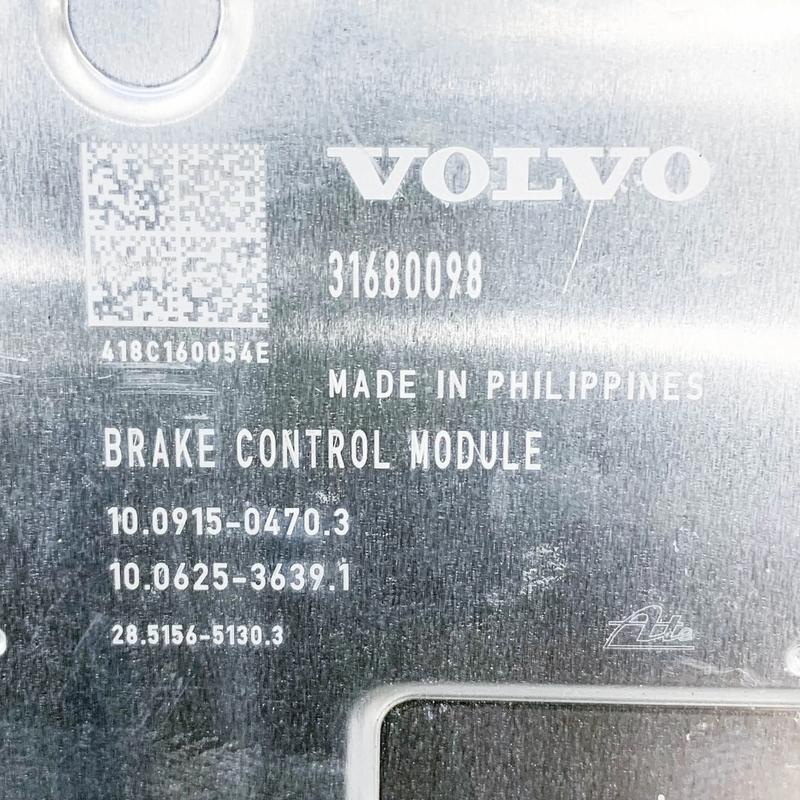 VOLVO
31680098
418C160054E
MADE IN PHILIPPINES
BRAKE CONTROL MODULE
10.0915-0470.3
10.0625-3639.1
28.5156-5130.3
Ate